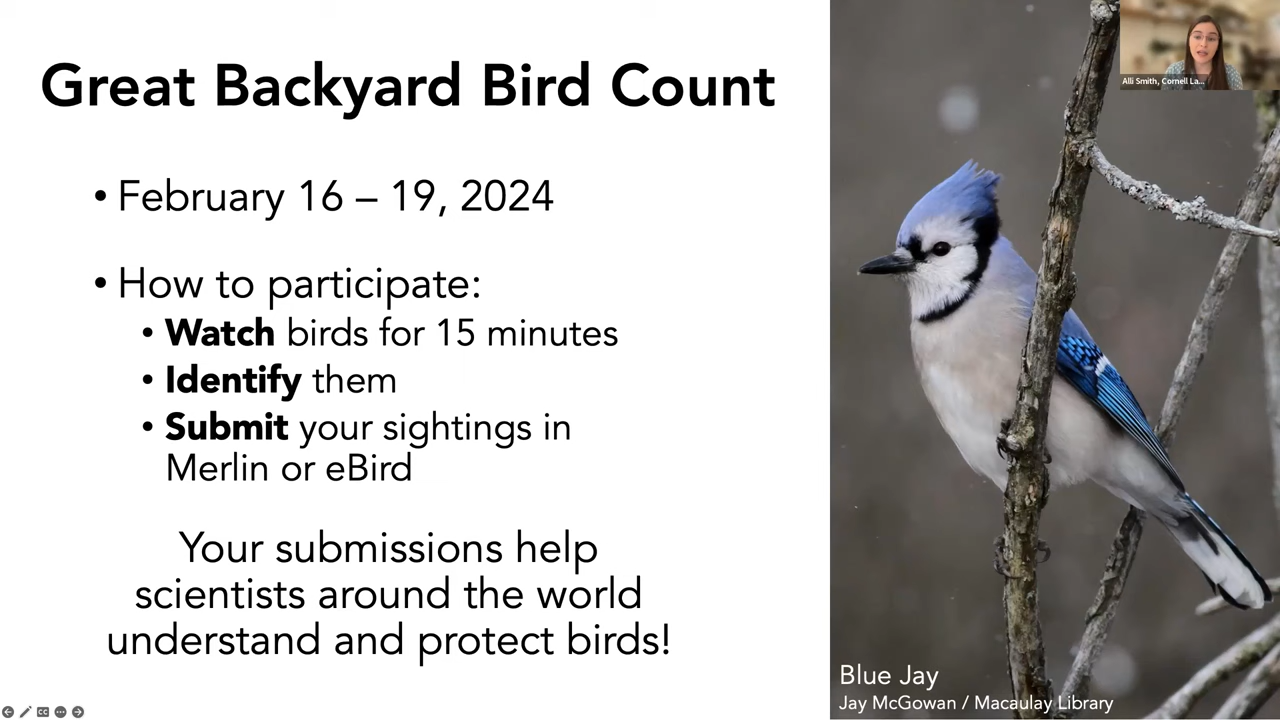 Great Backyard Bird Count
Alli Smith, Cornell La...
• February 16 – 19, 2024
• How to participate:
• Watch birds for 15 minutes
• Identify them
• Submit your sightings in
Merlin or eBird
Your submissions help
scientists around the world
understand and protect birds!
Blue Jay
Jay McGowan / Macaulay Library